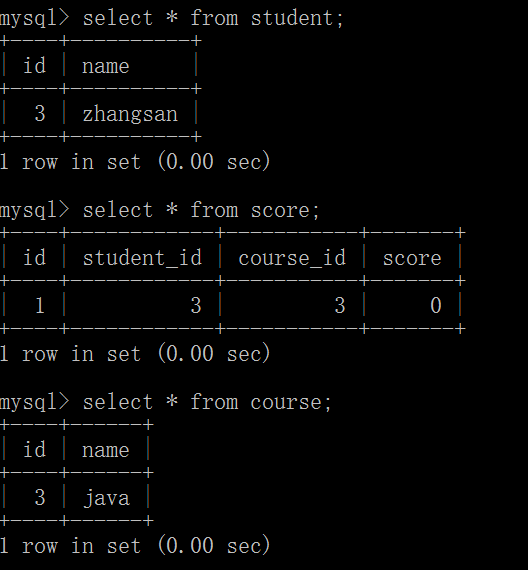 mysql> select * from student;
+----+----------+
| id | name     |
+----+----------+
|  3 | zhangsan |
+----+----------+
1 row in set (0.00 sec)
mysql> select * from score;
+----+------------+-----------+-------+
| id | student_id | course_id | score |
+----+------------+-----------+-------+
|  1 |          3 |         3 |     0 |
+----+------------+-----------+-------+
1 row in set (0.00 sec)
mysql> select * from course;
+----+------+
| id | name |
+----+------+
|  3 | java |
+----+------+
1 row in set (0.00 sec)